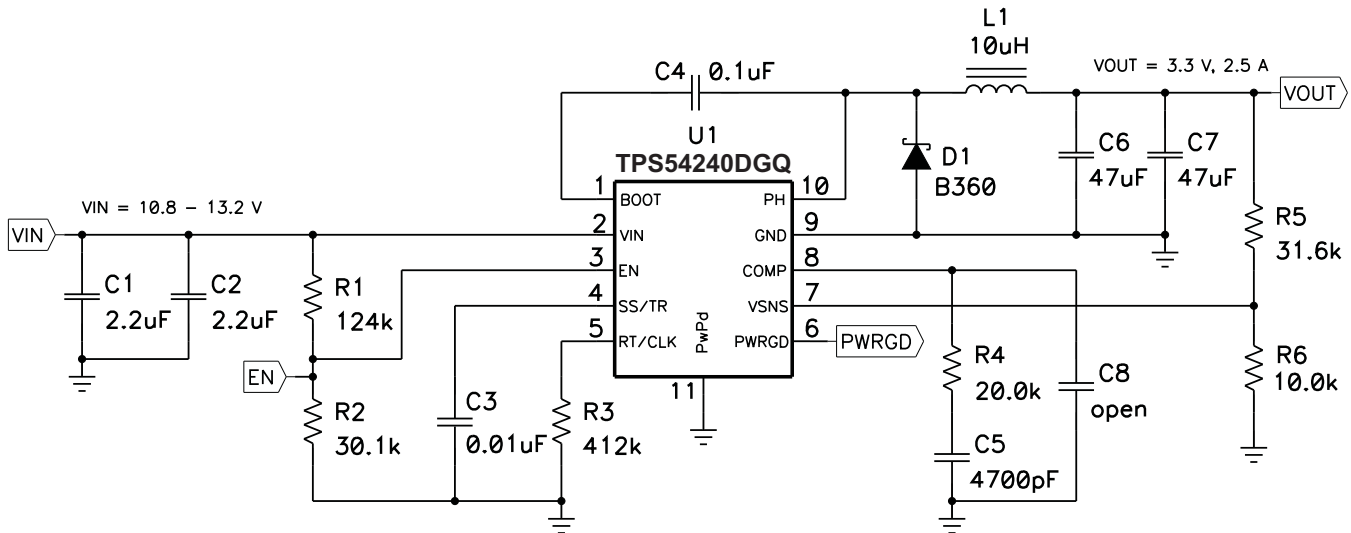 L1
10uH
VOUT = 3.3 V, 2.5 A
VOUT
C4 0.1uF
U1
TPS54240DGQ
C6
47uF
C7
47uF
D1
B360
1 BOOT
PH 10
VIN = 10.8 – 13.2 V
VIN
2 VIN
GND 9
3 EN
COMP 8
4 SS/TR
VSNS 7
5 RT/CLK
PWRGD 6
PwPd
11
PWRGD
R5
31.6k
C1
2.2uF
C2
2.2uF
R1
124k
EN
R2
30.1k
C3
0.01uF
R3
412k
R4
20.0k
C8
open
R6
10.0k
C5
4700pF